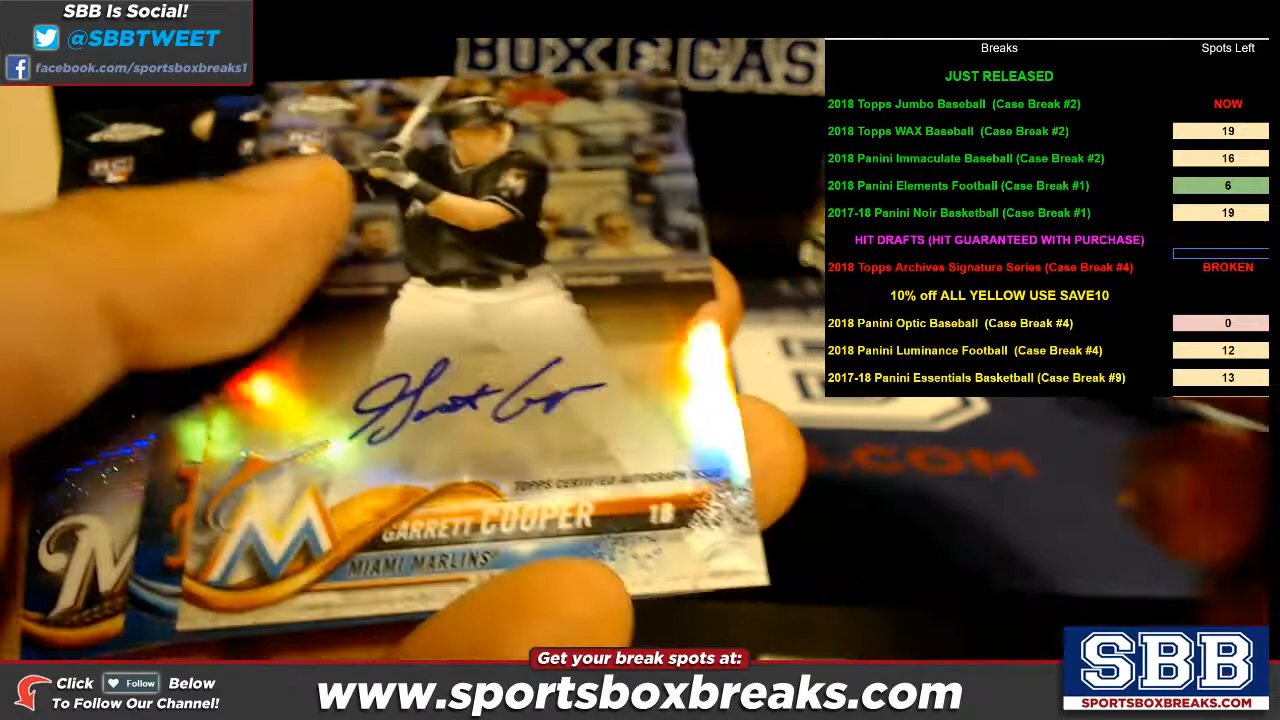 SBB Is Social!
@SBBTWEET
facebook.com/sportsboxbreaks1
BOX & CAS
Breaks Spots Left
JUST RELEASED
2018 Topps Jumbo Baseball (Case Break #2) NOW
2018 Topps WAX Baseball (Case Break #2) 19
2018 Panini Immaculate Baseball (Case Break #2) 16
2018 Panini Elements Football (Case Break #1) 6
2017-18 Panini Noir Basketball (Case Break #1) 19
HIT DRAFTS (HIT GUARANTEED WITH PURCHASE)
2018 Topps Archives Signature Series (Case Break #4) BROKEN
10% off ALL YELLOW USE SAVE10
2018 Panini Optic Baseball (Case Break #4) 0
2018 Panini Luminance Football (Case Break #4) 12
2017-18 Panini Essentials Basketball (Case Break #9) 13
RC
S.COM
TOPPS CERTIFIED AUTOGRAPH ISSUE
M
GARRETT COOPER 1B
MIAMI MARLINS
M
Get your break spots at:
Click Follow Below
To Follow Our Channel!
www.sportsboxbreaks.com
SBB
SPORTSBOXBREAKS.COM